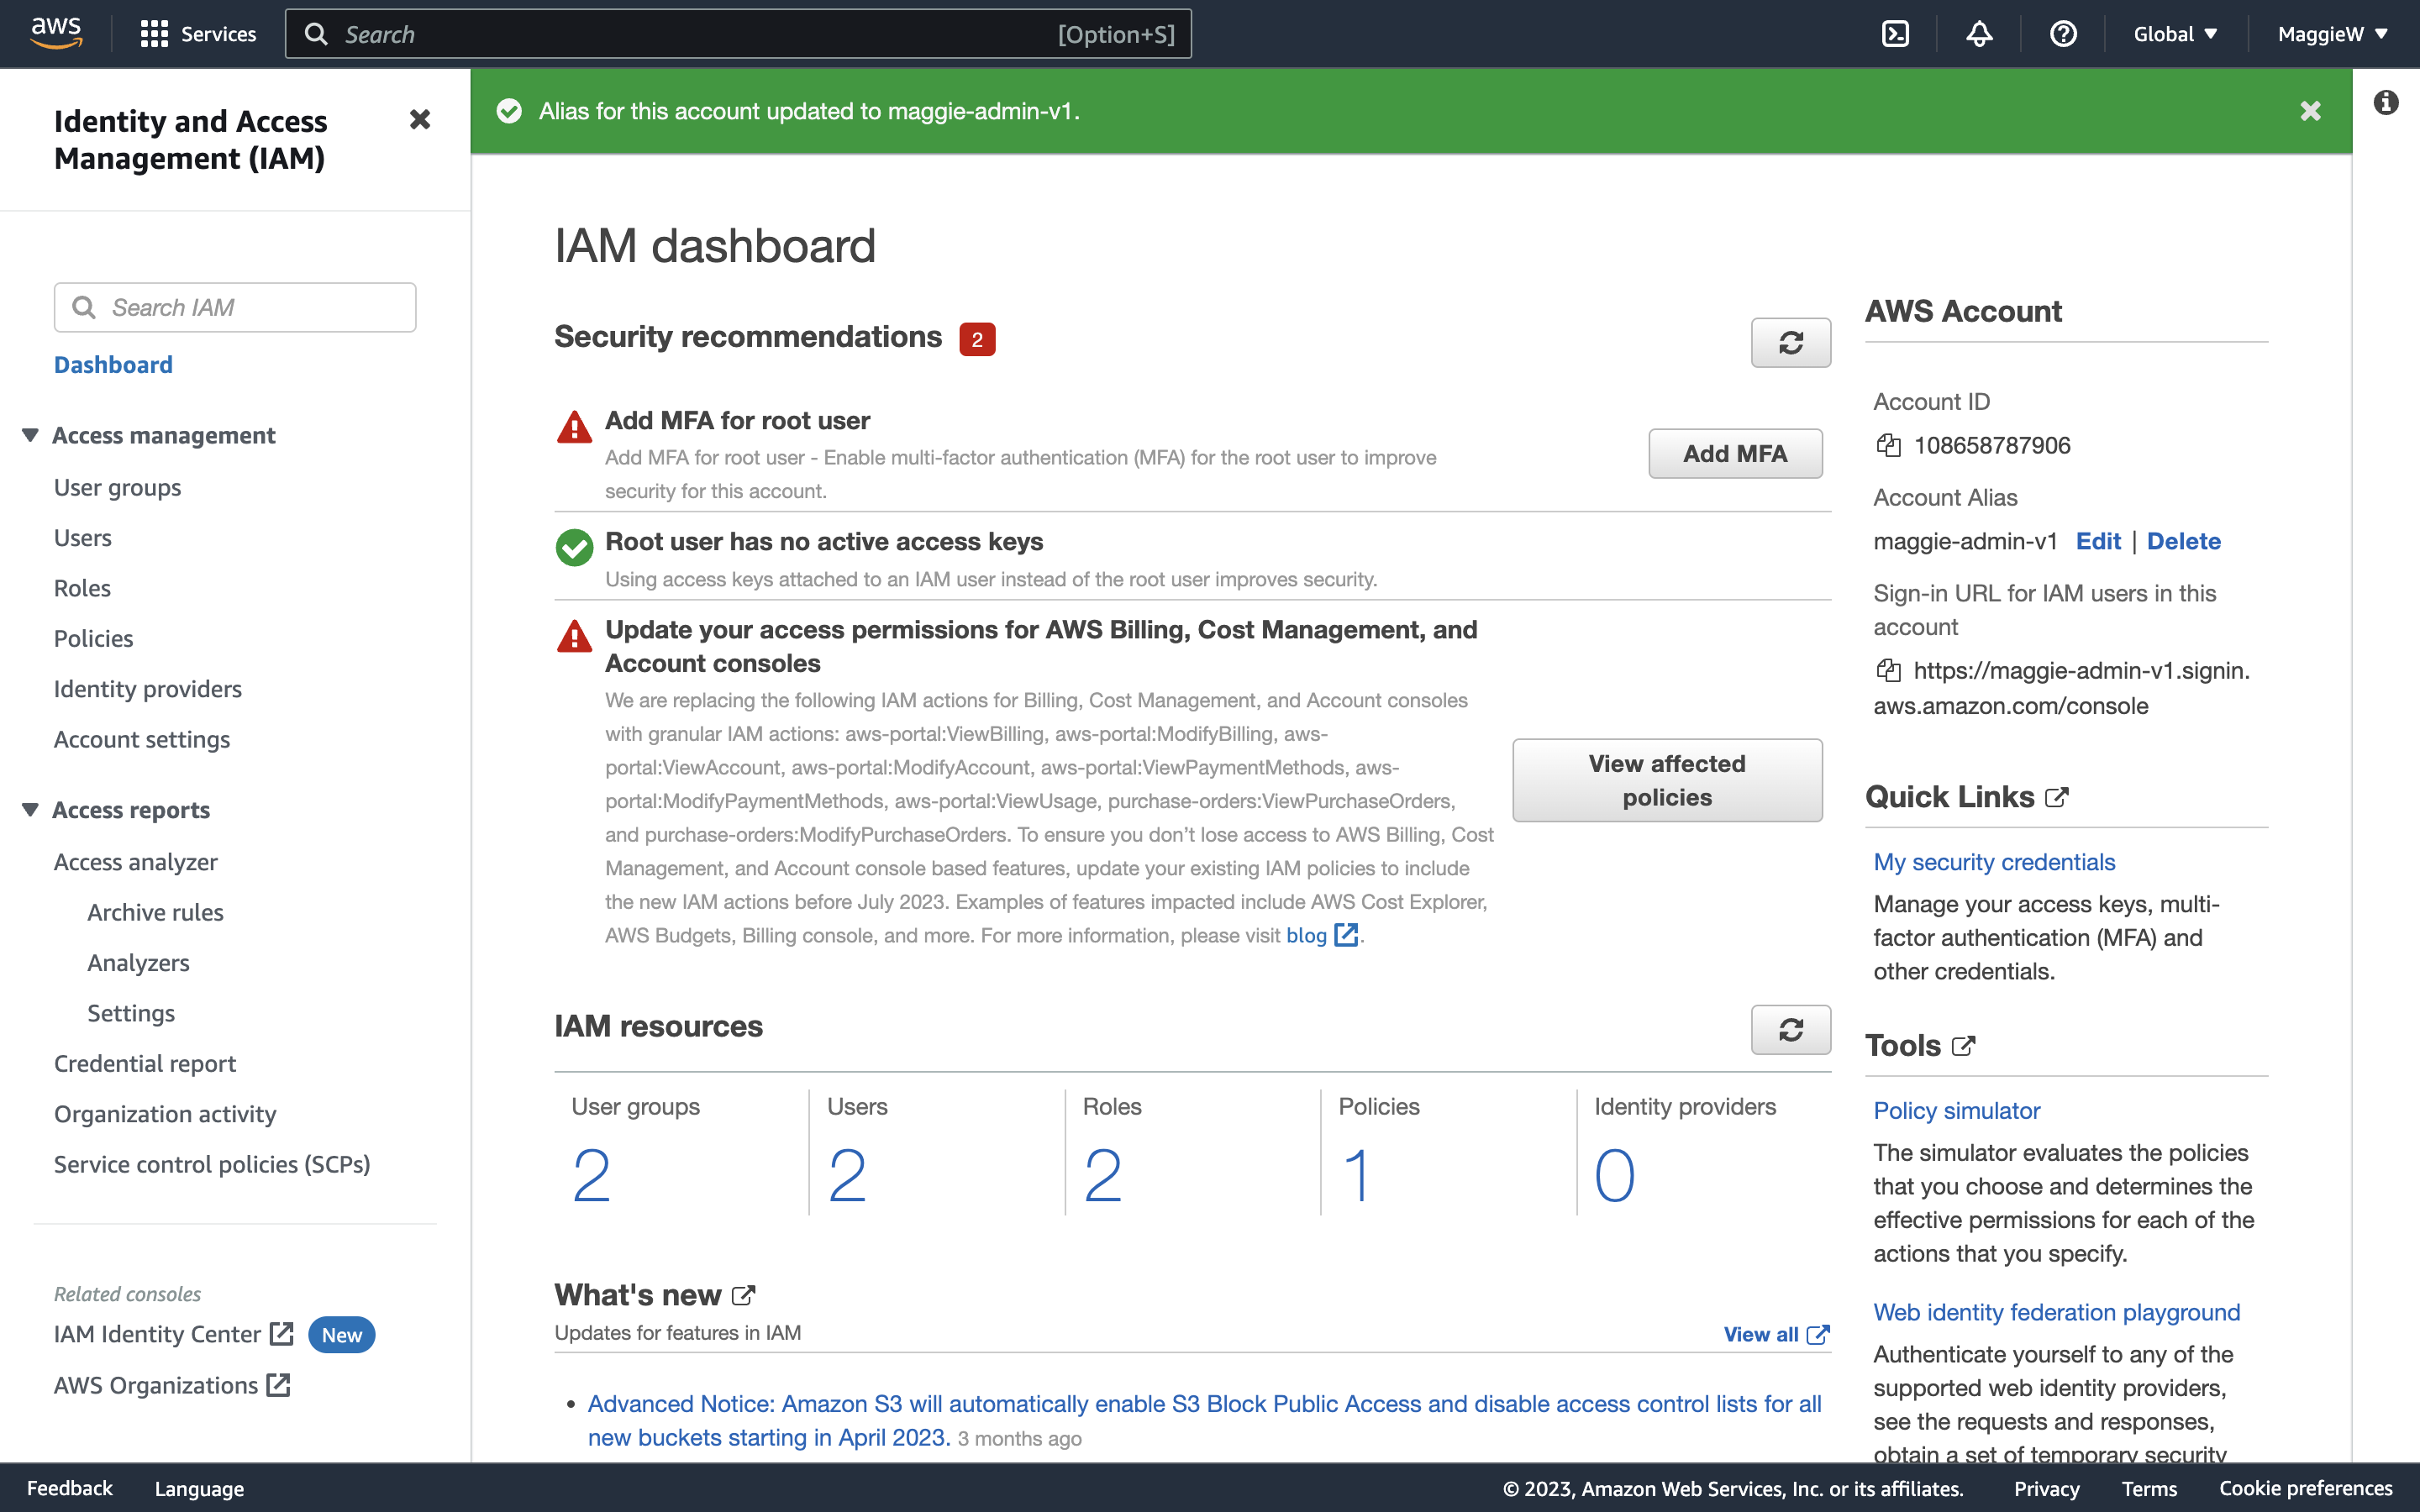 aws
Services
Search
[Option+S]
Global
MaggieW
Identity and Access
Management (IAM)
Search IAM
Dashboard
Access management
User groups
Users
Roles
Policies
Identity providers
Account settings
Access reports
Access analyzer
Archive rules
Analyzers
Settings
Credential report
Organization activity
Service control policies (SCPs)
Related consoles
IAM Identity Center
New
AWS Organizations
Alias for this account updated to maggie-admin-v1.
IAM dashboard
Security recommendations
2
Add MFA for root user
Add MFA for root user - Enable multi-factor authentication (MFA) for the root user to improve
security for this account.
Add MFA
Root user has no active access keys
Using access keys attached to an IAM user instead of the root user improves security.
Update your access permissions for AWS Billing, Cost Management, and
Account consoles
We are replacing the following IAM actions for Billing, Cost Management, and Account consoles
with granular IAM actions: aws-portal:ViewBilling, aws-portal:ModifyBilling, aws-
portal:ViewAccount, aws-portal:ModifyAccount, aws-portal:ViewPaymentMethods, aws-
portal:ModifyPaymentMethods, aws-portal:ViewUsage, purchase-orders:ViewPurchaseOrders,
and purchase-orders:ModifyPurchaseOrders. To ensure you don’t lose access to AWS Billing, Cost
Management, and Account console based features, update your existing IAM policies to include
the new IAM actions before July 2023. Examples of features impacted include AWS Cost Explorer,
AWS Budgets, Billing console, and more. For more information, please visit blog .
View affected
policies
IAM resources
User groups
2
Users
2
Roles
2
Policies
1
Identity providers
0
What's new
Updates for features in IAM
View all
• Advanced Notice: Amazon S3 will automatically enable S3 Block Public Access and disable access control lists for all
new buckets starting in April 2023. 3 months ago
AWS Account
Account ID
108658787906
Account Alias
maggie-admin-v1 Edit | Delete
Sign-in URL for IAM users in this
account
https://maggie-admin-v1.signin.
aws.amazon.com/console
Quick Links
My security credentials
Manage your access keys, multi-
factor authentication (MFA) and
other credentials.
Tools
Policy simulator
The simulator evaluates the policies
that you choose and determines the
effective permissions for each of the
actions that you specify.
Web identity federation playground
Authenticate yourself to any of the
supported web identity providers,
see the requests and responses,
obtain a set of temporary security
Feedback
Language
© 2023, Amazon Web Services, Inc. or its affiliates.
Privacy
Terms
Cookie preferences